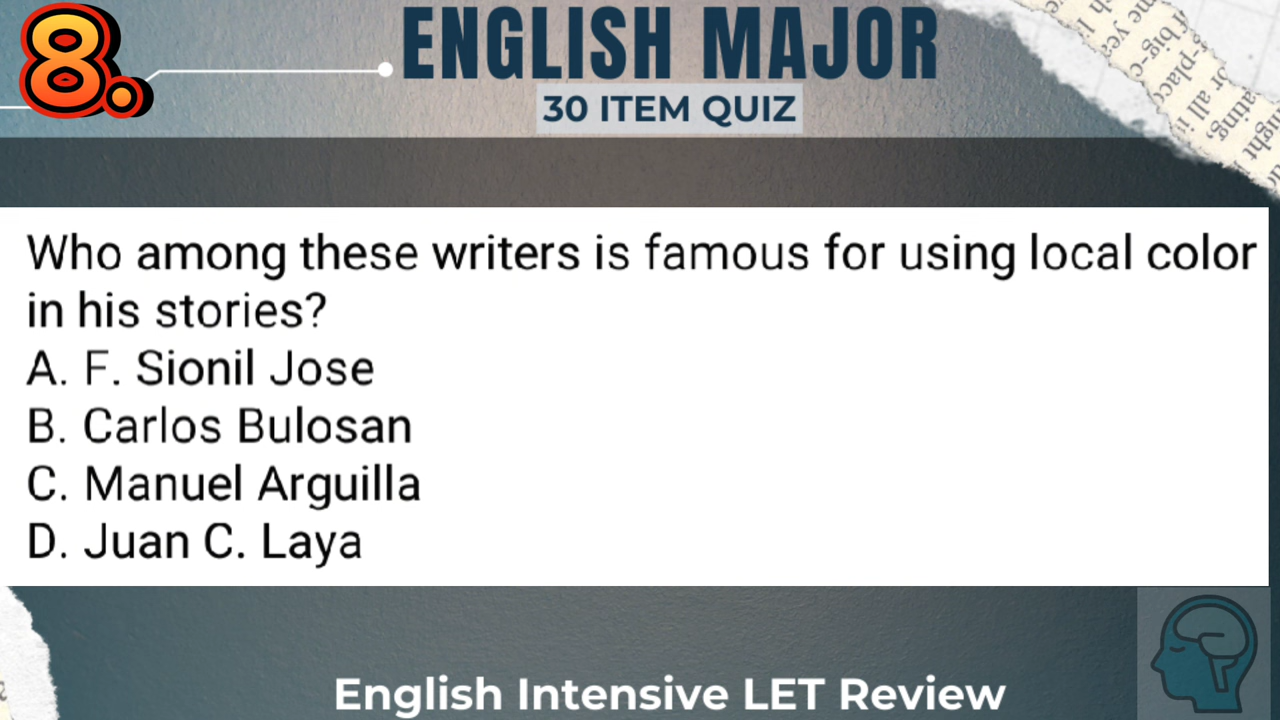 8.
ENGLISH MAJOR
30 ITEM QUIZ
Who among these writers is famous for using local color
in his stories?
A. F. Sionil Jose
B. Carlos Bulosan
C. Manuel Arguilla
D. Juan C. Laya
English Intensive LET Review